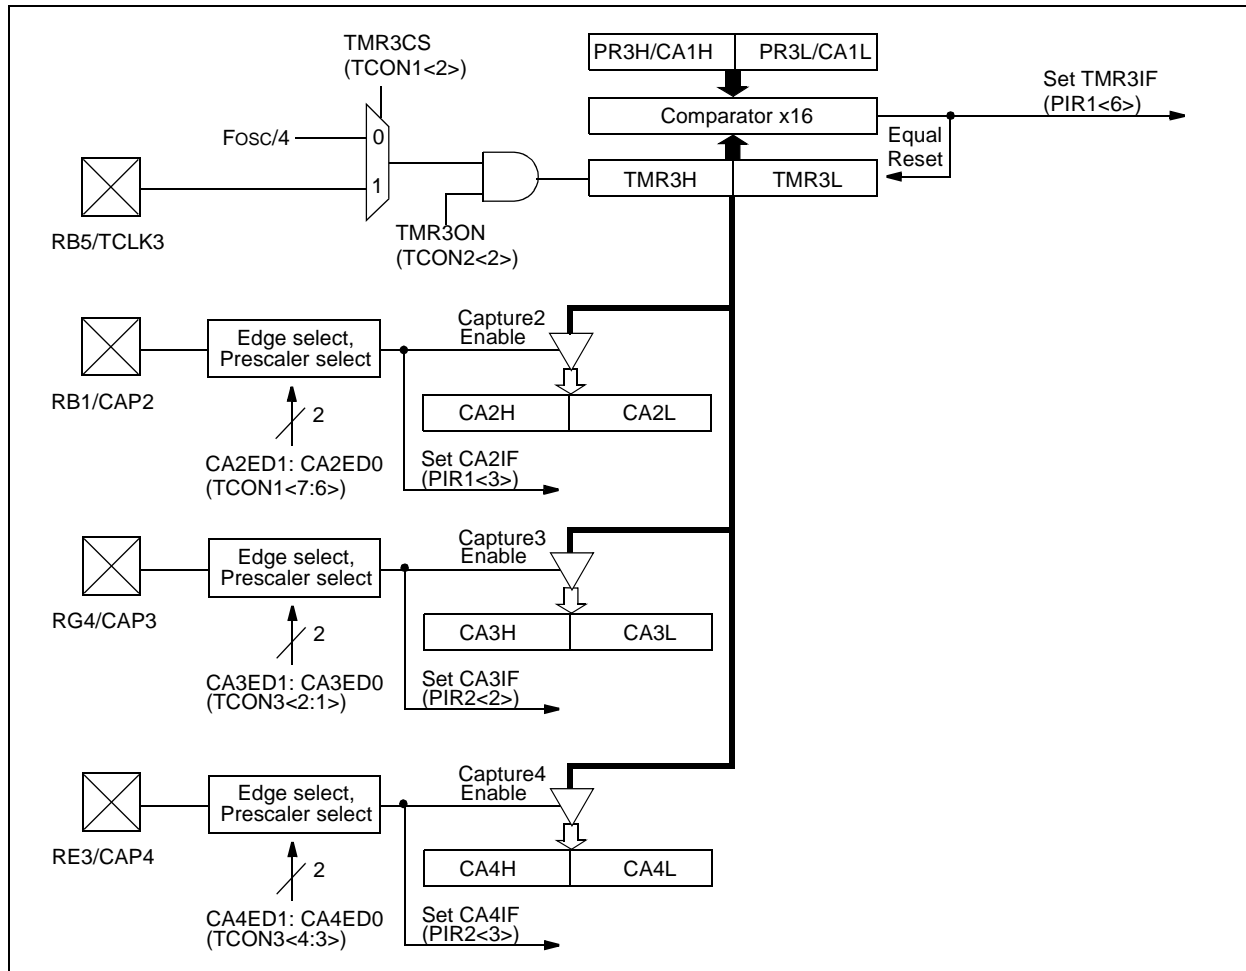 TMR3CS
(TCON1<2>)
PR3H/CA1H
PR3L/CA1L
Set TMR3IF
(PIR1<6>)
Comparator x16
FOSC/4
0
Equal
Reset
1
TMR3H
TMR3L
RB5/TCLK3
TMR3ON
(TCON2<2>)
Capture2
Enable
Edge select,
Prescaler select
RB1/CAP2
2
CA2H
CA2L
CA2ED1: CA2ED0
(TCON1<7:6>)
Set CA2IF
(PIR1<3>)
Capture3
Enable
Edge select,
Prescaler select
RG4/CAP3
2
CA3H
CA3L
CA3ED1: CA3ED0
(TCON3<2:1>)
Set CA3IF
(PIR2<2>)
Capture4
Enable
Edge select,
Prescaler select
RE3/CAP4
2
CA4H
CA4L
CA4ED1: CA4ED0
(TCON3<4:3>)
Set CA4IF
(PIR2<3>)